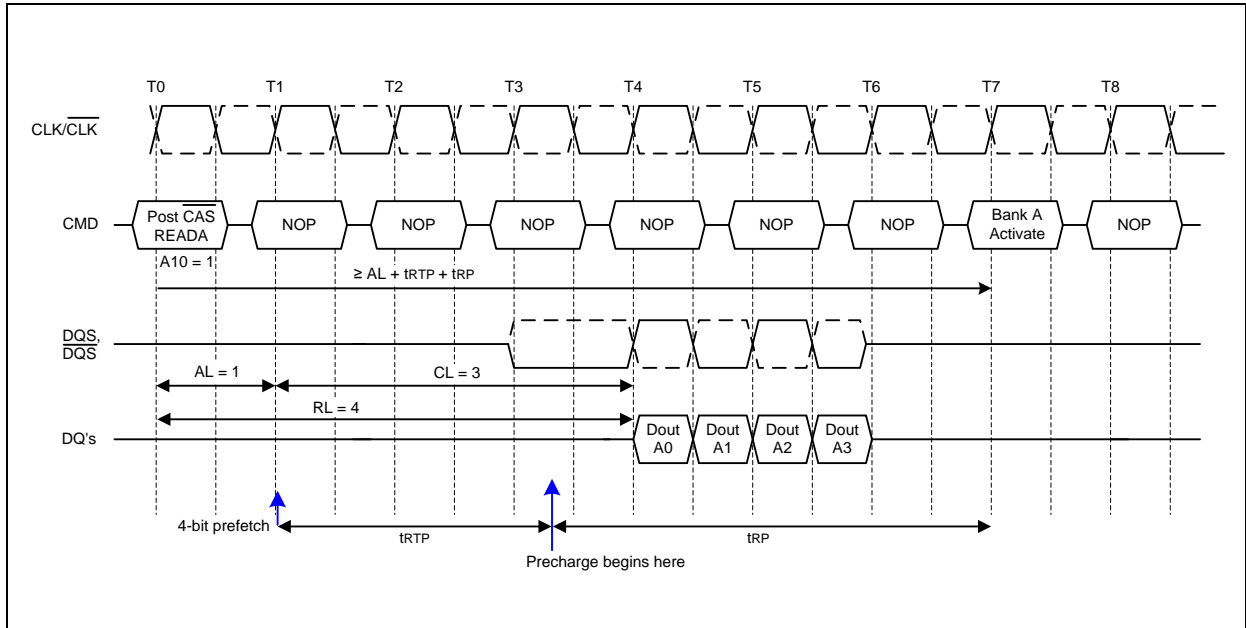 T0 T1 T2 T3 T4 T5 T6 T7 T8
CLK/CLK
CMD
Post CAS
READA
NOP NOP NOP NOP NOP NOP
Bank A
Activate
NOP
A10 = 1
≥ AL + tRTP + tRP
DQS,
DQS
AL = 1
CL = 3
RL = 4
DQ's
Dout
A0
Dout
A1
Dout
A2
Dout
A3
4-bit prefetch
tRTP
tRP
Precharge begins here